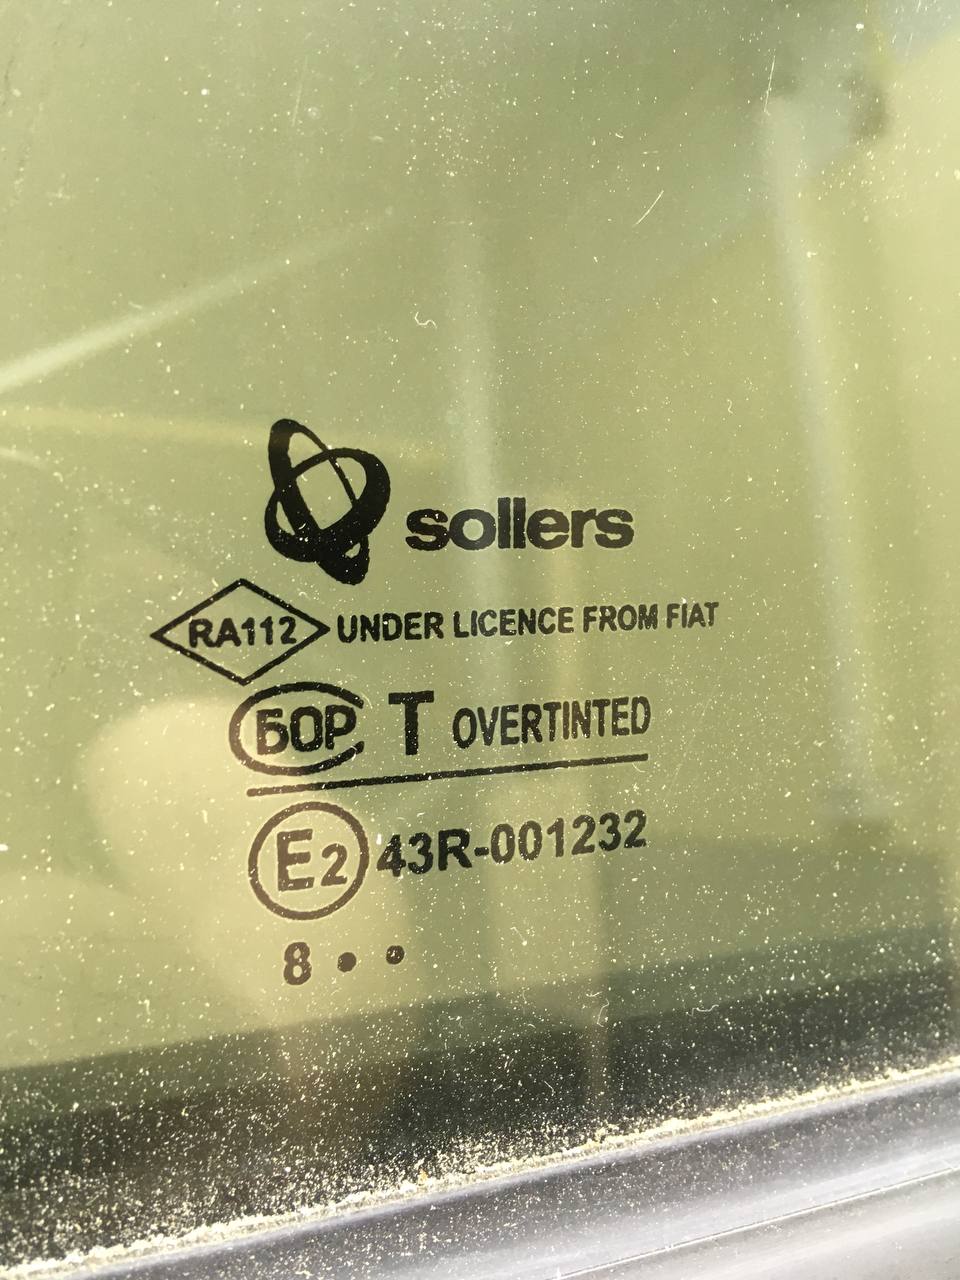 sollers
RA112 UNDER LICENCE FROM FIAT
БОР T OVERTINTED
E2 43R-001232
8 • •